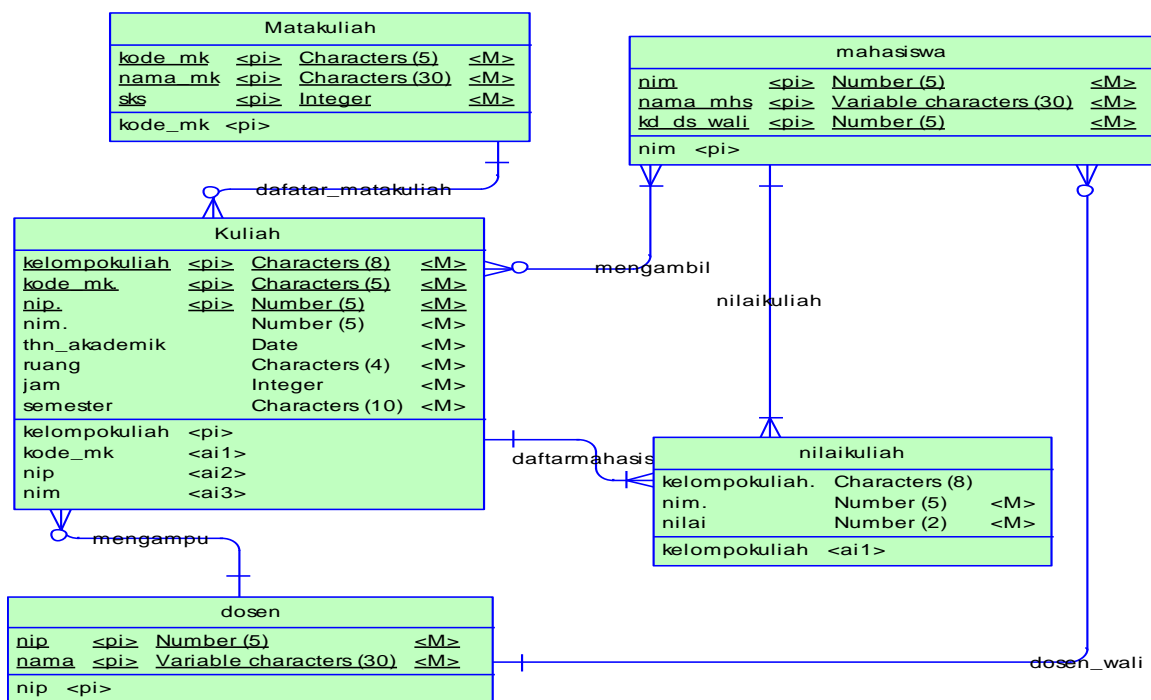 Matakuliah
kode_mk <pi> Characters (5) <M>
nama_mk <pi> Characters (30) <M>
sks <pi> Integer <M>
kode_mk <pi>
mahasiswa
nim <pi> Number (5) <M>
nama_mhs <pi> Variable characters (30) <M>
kd_ds_wali <pi> Number (5) <M>
nim <pi>
dafatar_matakuliah
Kuliah
kelompokuliah <pi> Characters (8) <M>
kode_mk. <pi> Characters (5) <M>
nip. <pi> Number (5) <M>
nim. Number (5) <M>
thn_akademik Date <M>
ruang Characters (4) <M>
jam Integer <M>
semester Characters (10) <M>
kelompokuliah <pi>
kode_mk <ai1>
nip <ai2>
nim <ai3>
mengambil
nilaikuliah
daftarmahasis
nilaikuliah
kelompokuliah. Characters (8)
nim. Number (5) <M>
nilai Number (2) <M>
kelompokuliah <ai1>
mengampu
dosen
nip <pi> Number (5) <M>
nama <pi> Variable characters (30) <M>
nip <pi>
dosen_wali